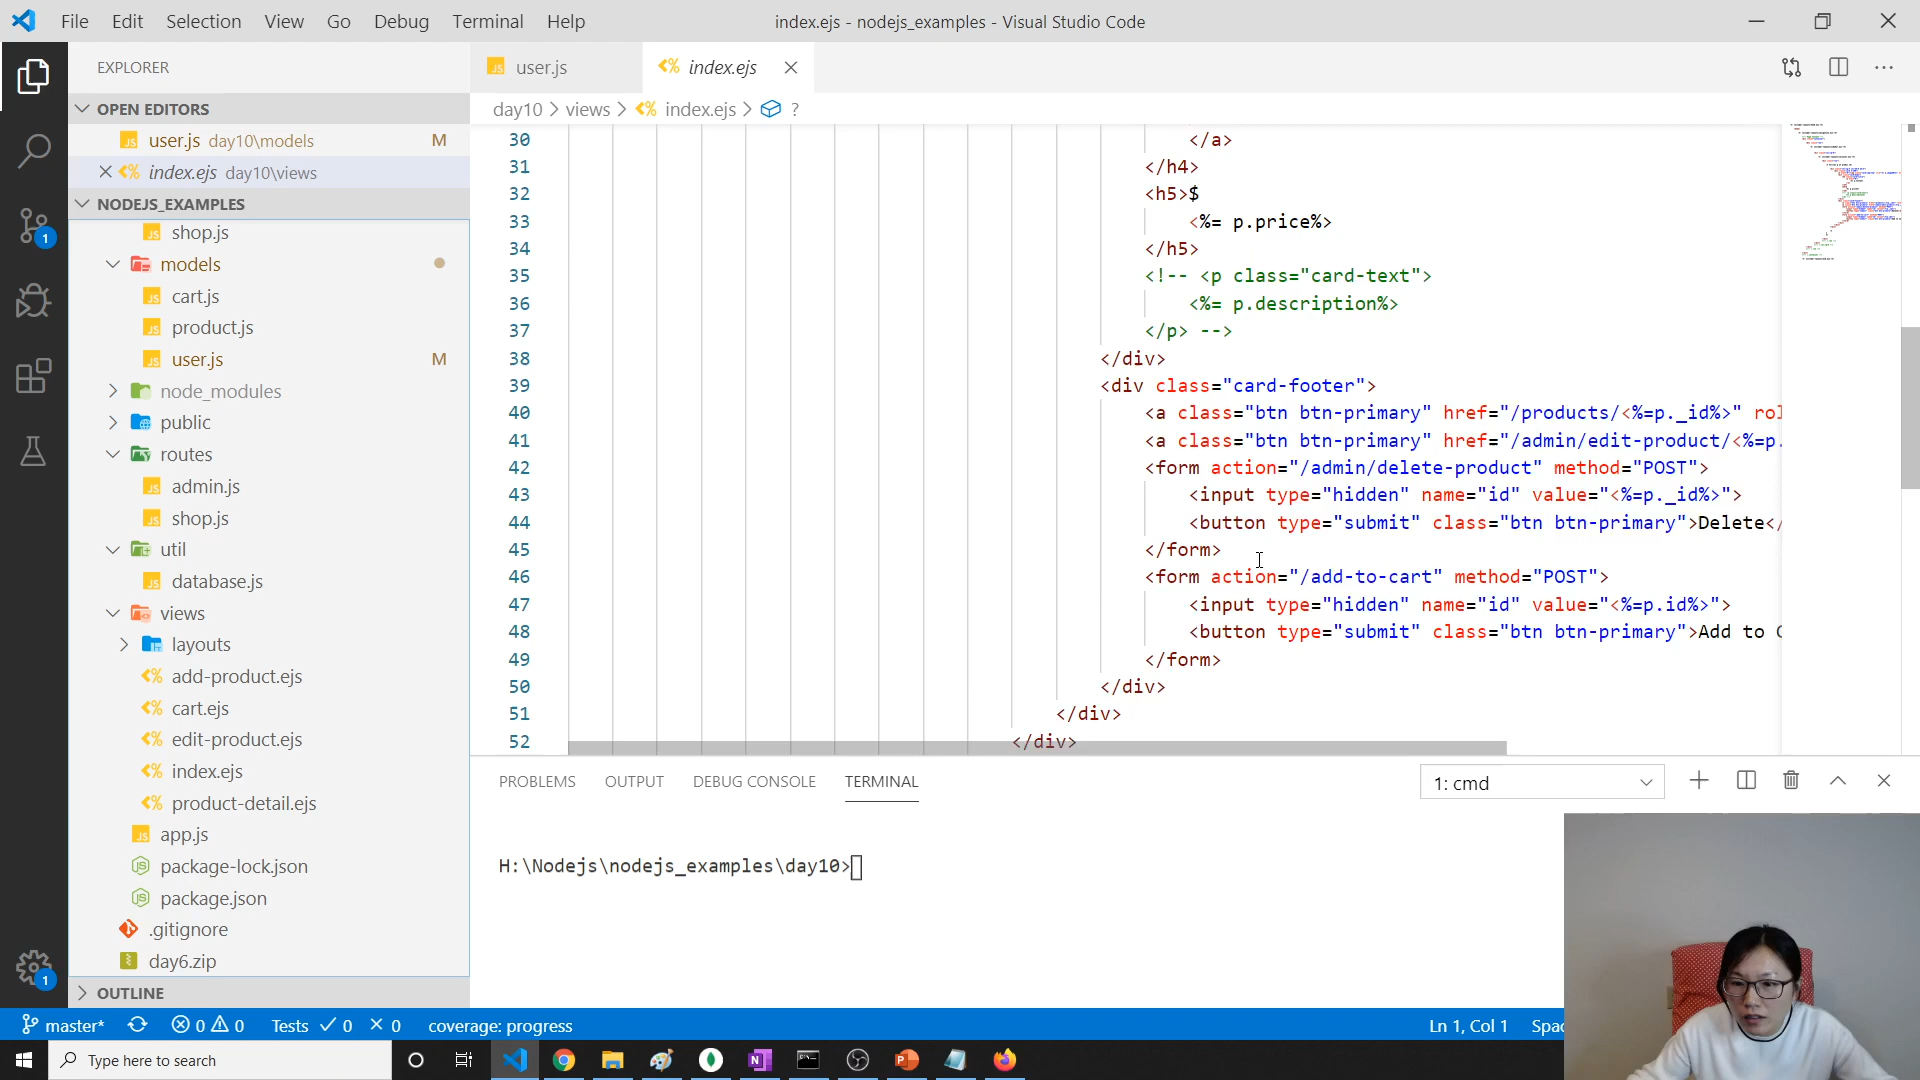 File Edit Selection View Go Debug Terminal Help
index.ejs - nodejs_examples - Visual Studio Code
EXPLORER
OPEN EDITORS
user.js day10\models M
index.ejs day10\views
NODEJS_EXAMPLES
shop.js
models
cart.js
product.js
user.js M
node_modules
public
routes
admin.js
shop.js
util
database.js
views
layouts
add-product.ejs
cart.ejs
edit-product.ejs
index.ejs
product-detail.ejs
app.js
package-lock.json
package.json
.gitignore
day6.zip
OUTLINE
user.js
index.ejs
day10 > views > index.ejs > ?
30 </a>
31 </h4>
32 <h5>$
33 <%= p.price%>
34 </h5>
35 <!-- <p class="card-text">
36 <%= p.description%>
37 </p> -->
38 </div>
39 <div class="card-footer">
40 <a class="btn btn-primary" href="/products/<%=p._id%>" rol
41 <a class="btn btn-primary" href="/admin/edit-product/<%=p.
42 <form action="/admin/delete-product" method="POST">
43 <input type="hidden" name="id" value="<%=p._id%>">
44 <button type="submit" class="btn btn-primary">Delete</
45 </form>
46 <form action="/add-to-cart" method="POST">
47 <input type="hidden" name="id" value="<%=p.id%>">
48 <button type="submit" class="btn btn-primary">Add to C
49 </form>
50 </div>
51 </div>
52 </div>
PROBLEMS OUTPUT DEBUG CONSOLE TERMINAL
1: cmd
H:\Nodejs\nodejs_examples\day10>
1
1
master* 0 0 Tests 0 0 coverage: progress
Ln 1, Col 1 Spac
Type here to search